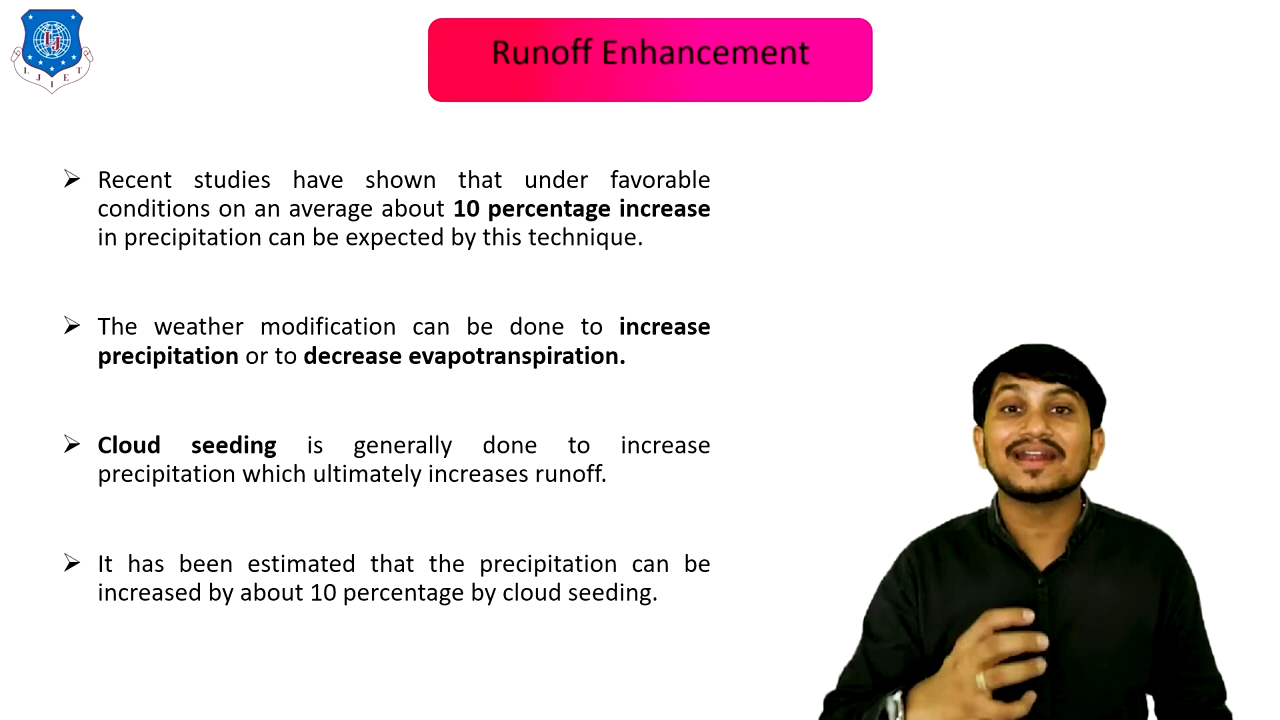 LJ
L J I E T
Runoff Enhancement
➢ Recent studies have shown that under favorable
conditions on an average about 10 percentage increase
in precipitation can be expected by this technique.
➢ The weather modification can be done to increase
precipitation or to decrease evapotranspiration.
➢ Cloud seeding is generally done to increase
precipitation which ultimately increases runoff.
➢ It has been estimated that the precipitation can be
increased by about 10 percentage by cloud seeding.